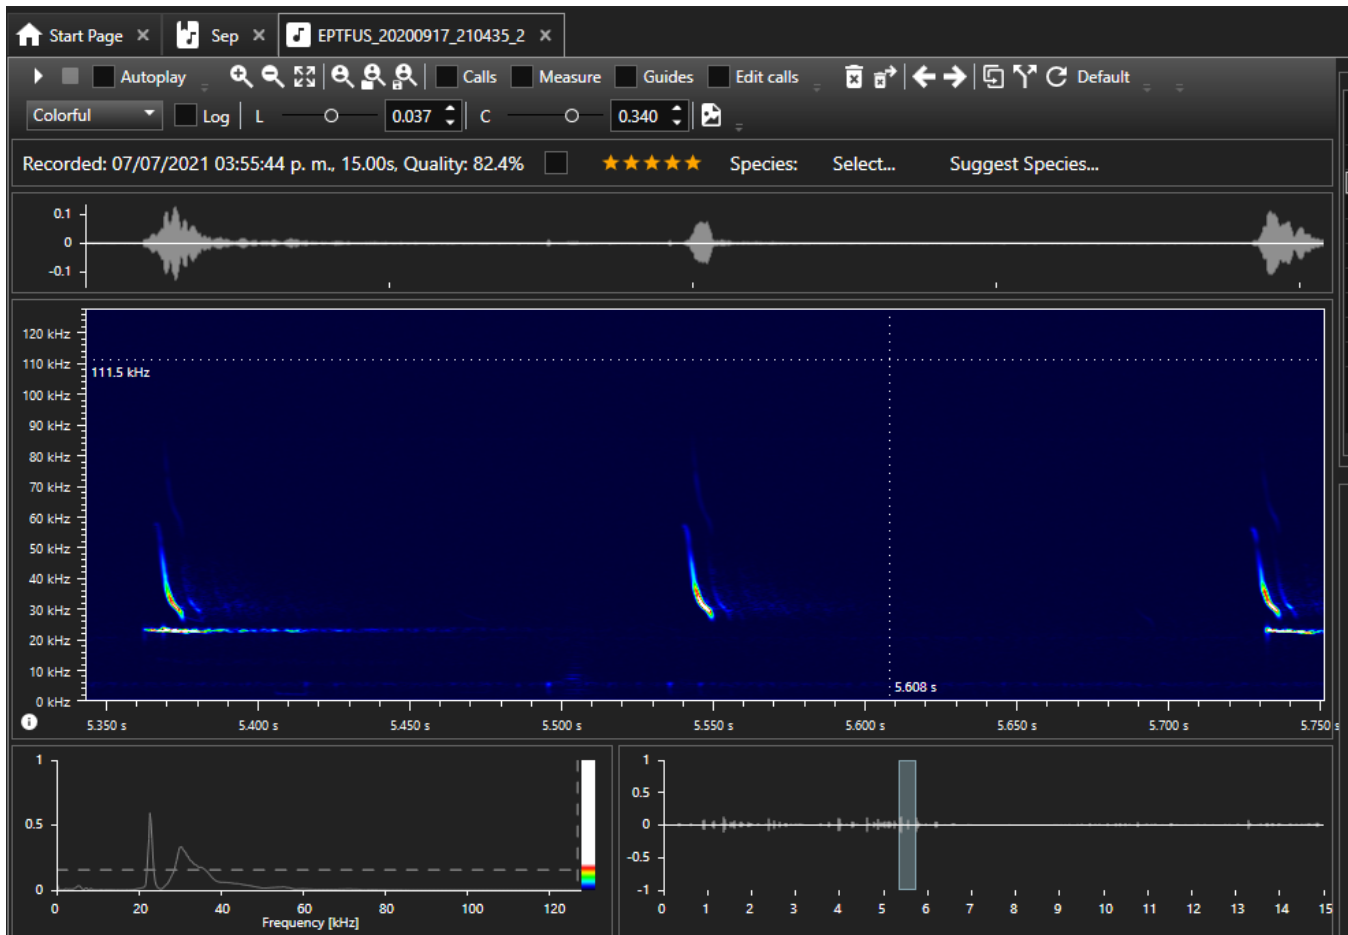 Start Page × Sep × EPTFUS_20200917_210435_2 ×
Autoplay Calls Measure Guides Edit calls Default
Colorful Log L 0.037 C 0.340
Recorded: 07/07/2021 03:55:44 p. m., 15.00s, Quality: 82.4% Species: Select... Suggest Species...
0.1
0
-0.1
120 kHz
110 kHz
111.5 kHz
100 kHz
90 kHz
80 kHz
70 kHz
60 kHz
50 kHz
40 kHz
30 kHz
20 kHz
10 kHz
0 kHz
5.608 s
5.350 s 5.400 s 5.450 s 5.500 s 5.550 s 5.600 s 5.650 s 5.700 s 5.750 s
1
0.5
0
0 20 40 60 80 100 120
Frequency [kHz]
1
0.5
0
-0.5
-1
0 1 2 3 4 5 6 7 8 9 10 11 12 13 14 15